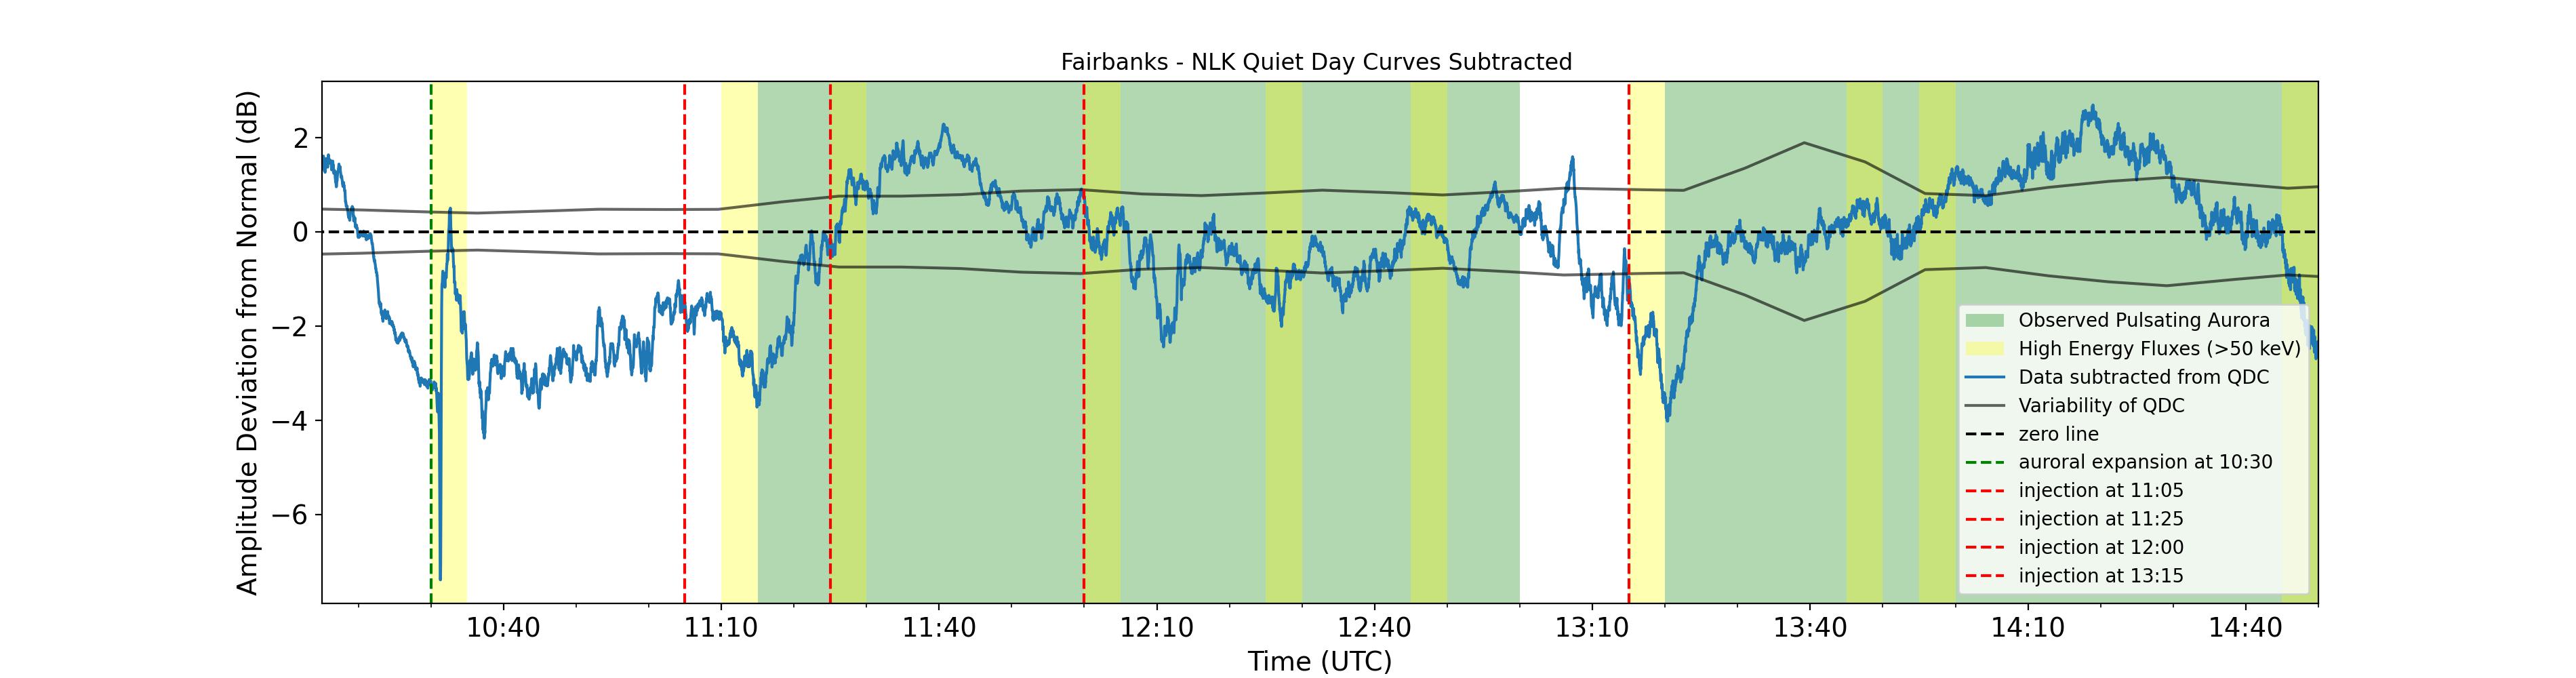 Fairbanks - NLK Quiet Day Curves Subtracted
Amplitude Deviation from Normal (dB)
2
0
−2
−4
−6
Observed Pulsating Aurora
High Energy Fluxes (>50 keV)
Data subtracted from QDC
Variability of QDC
zero line
auroral expansion at 10:30
injection at 11:05
injection at 11:25
injection at 12:00
injection at 13:15
10:40 11:10 11:40 12:10 12:40 13:10 13:40 14:10 14:40
Time (UTC)